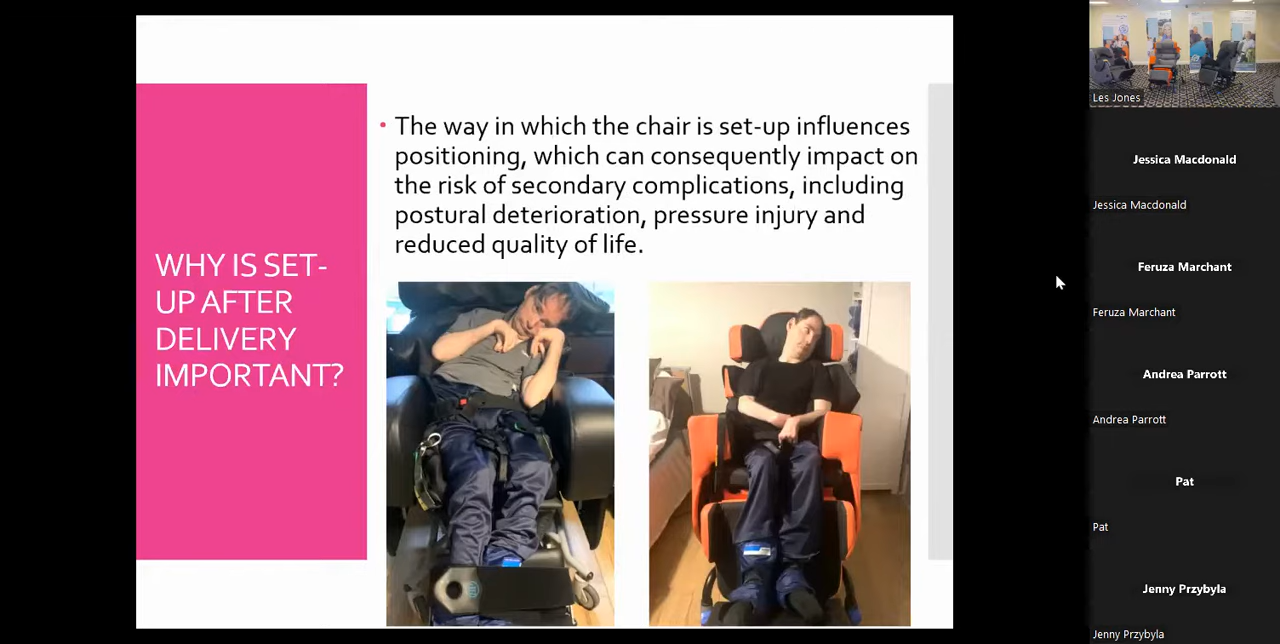 WHY IS SET-
UP AFTER
DELIVERY
IMPORTANT?
• The way in which the chair is set-up influences
positioning, which can consequently impact on
the risk of secondary complications, including
postural deterioration, pressure injury and
reduced quality of life.
Les Jones
Jessica Macdonald
Jessica Macdonald
Feruza Marchant
Feruza Marchant
Andrea Parrott
Andrea Parrott
Pat
Pat
Jenny Przybyla
Jenny Przybyla